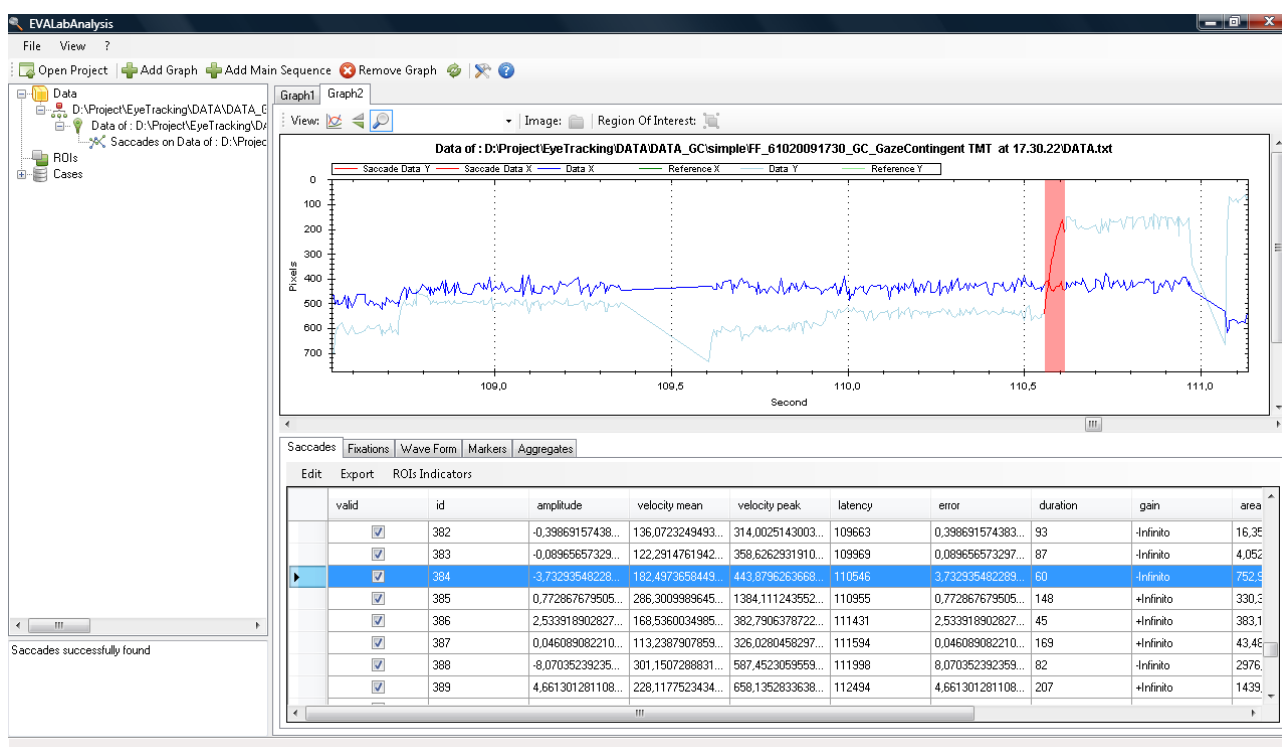 EVALabAnalysis
File View ?
Open Project Add Graph Add Main Sequence Remove Graph
Data
D:\Project\EyeTracking\DATA\DATA_G
Data of : D:\Project\EyeTracking\DA
Saccades on Data of : D:\Projec
ROIs
Cases
Saccades successfully found
Graph1 Graph2
View: Image: Region Of Interest:
Data of : D:\Project\EyeTracking\DATA\DATA_GC\simple\FF_61020091730_GC_GazeContingent TMT at 17.30.22\DATA.txt
Saccade Data Y Saccade Data X Data X Reference X Data Y Reference Y
0
100
200
300
400
500
600
700
Pixels
109,0 109,5 110,0 110,5 111,0
Second
Saccades Fixations Wave Form Markers Aggregates
Edit Export ROIs Indicators
valid id amplitude velocity mean velocity peak latency error duration gain area
382 -0,39869157438... 136,0723249493... 314,0025143003... 109663 0,398691574383... 93 -Infinito 16,35
383 -0,08965657329... 122,2914761942... 358,6262931910... 109969 0,089656573297... 87 -Infinito 4,052
384 -3,73293548228... 182,4973658449... 443,8796263668... 110546 3,732935482289... 60 -Infinito 752,9
385 0,772867679505... 286,3009989645... 1384,111243552... 110955 0,772867679505... 148 +Infinito 330,3
386 2,533918902827... 168,5360034985... 382,7906378722... 111431 2,533918902827... 45 +Infinito 383,1
387 0,046089082210... 113,2387907859... 326,0280458297... 111594 0,046089082210... 169 +Infinito 43,48
388 -8,07035239235... 301,1507288831... 587,4523059559... 111998 8,070352392359... 82 -Infinito 2976,
389 4,661301281108... 228,1177523434... 658,1352833638... 112494 4,661301281108... 207 +Infinito 1439,